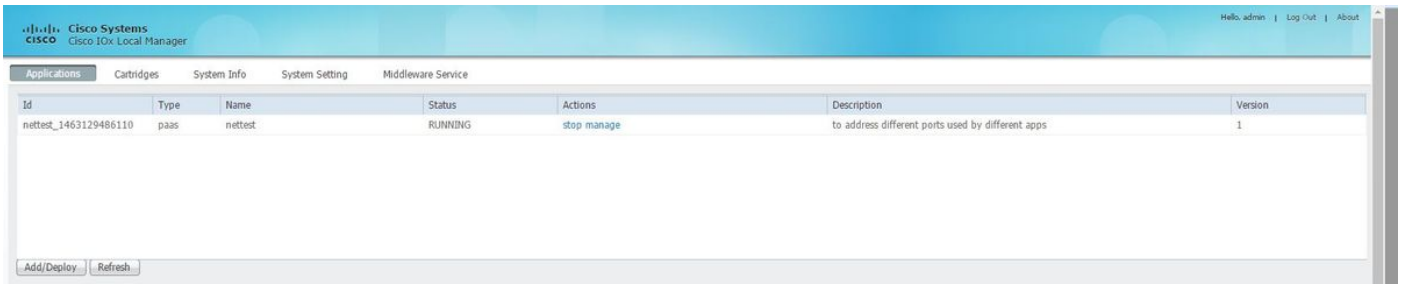 Hello, admin | Log Out | About
Cisco Systems
CISCO Cisco IOx Local Manager
Applications Cartridges System Info System Setting Middleware Service
Id Type Name Status Actions Description Version
nettest_1463129486110 paas nettest RUNNING stop manage to address different ports used by different apps 1
Add/Deploy Refresh